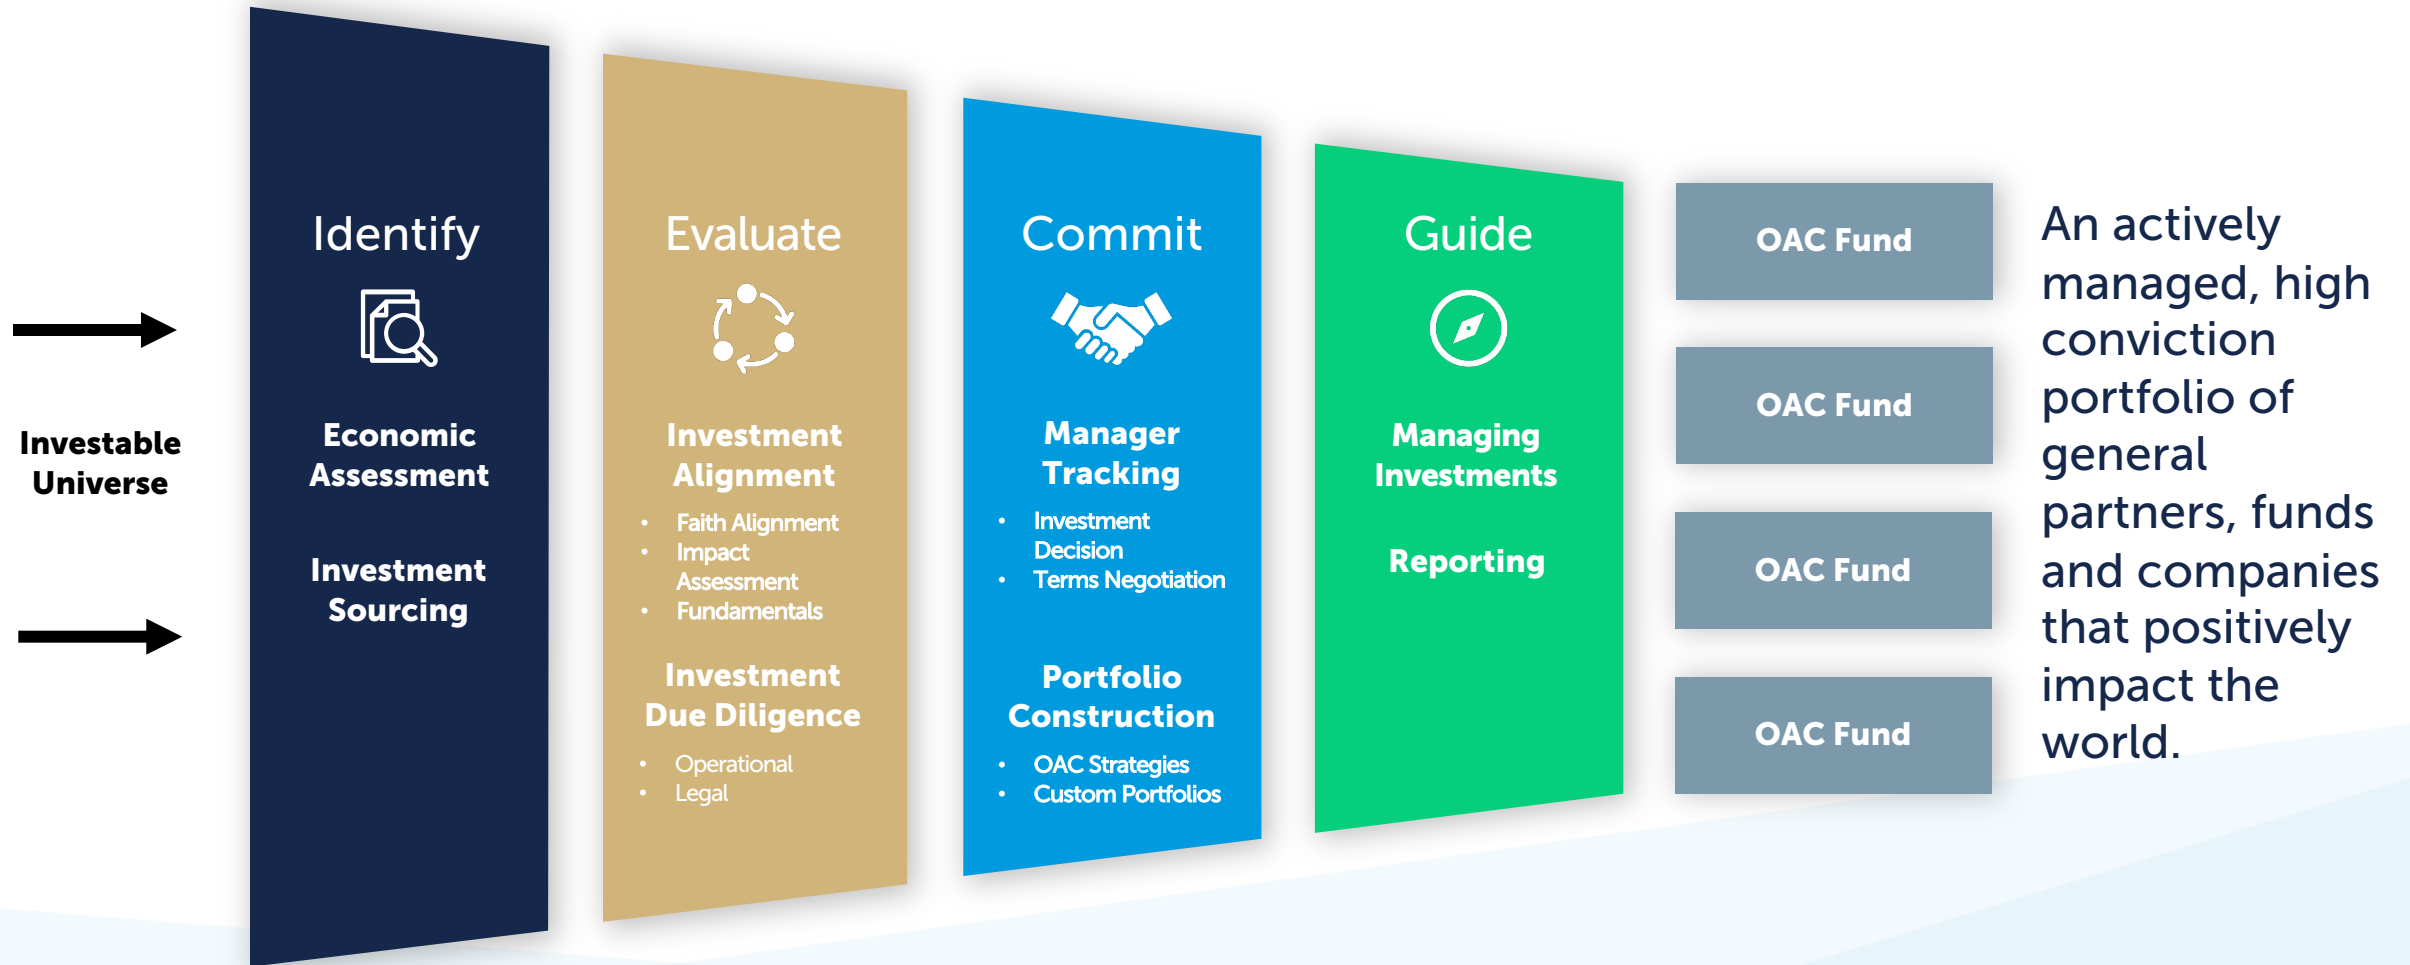 Investable
Universe
Identify
Economic
Assessment
Investment
Sourcing
Evaluate
Investment
Alignment
• Faith Alignment
• Impact
Assessment
• Fundamentals
Investment
Due Diligence
• Operational
• Legal
Commit
Manager
Tracking
• Investment
Decision
• Terms Negotiation
Portfolio
Construction
• OAC Strategies
• Custom Portfolios
Guide
Managing
Investments
Reporting
OAC Fund
OAC Fund
OAC Fund
OAC Fund
An actively
managed, high
conviction
portfolio of
general
partners, funds
and companies
that positively
impact the
world.